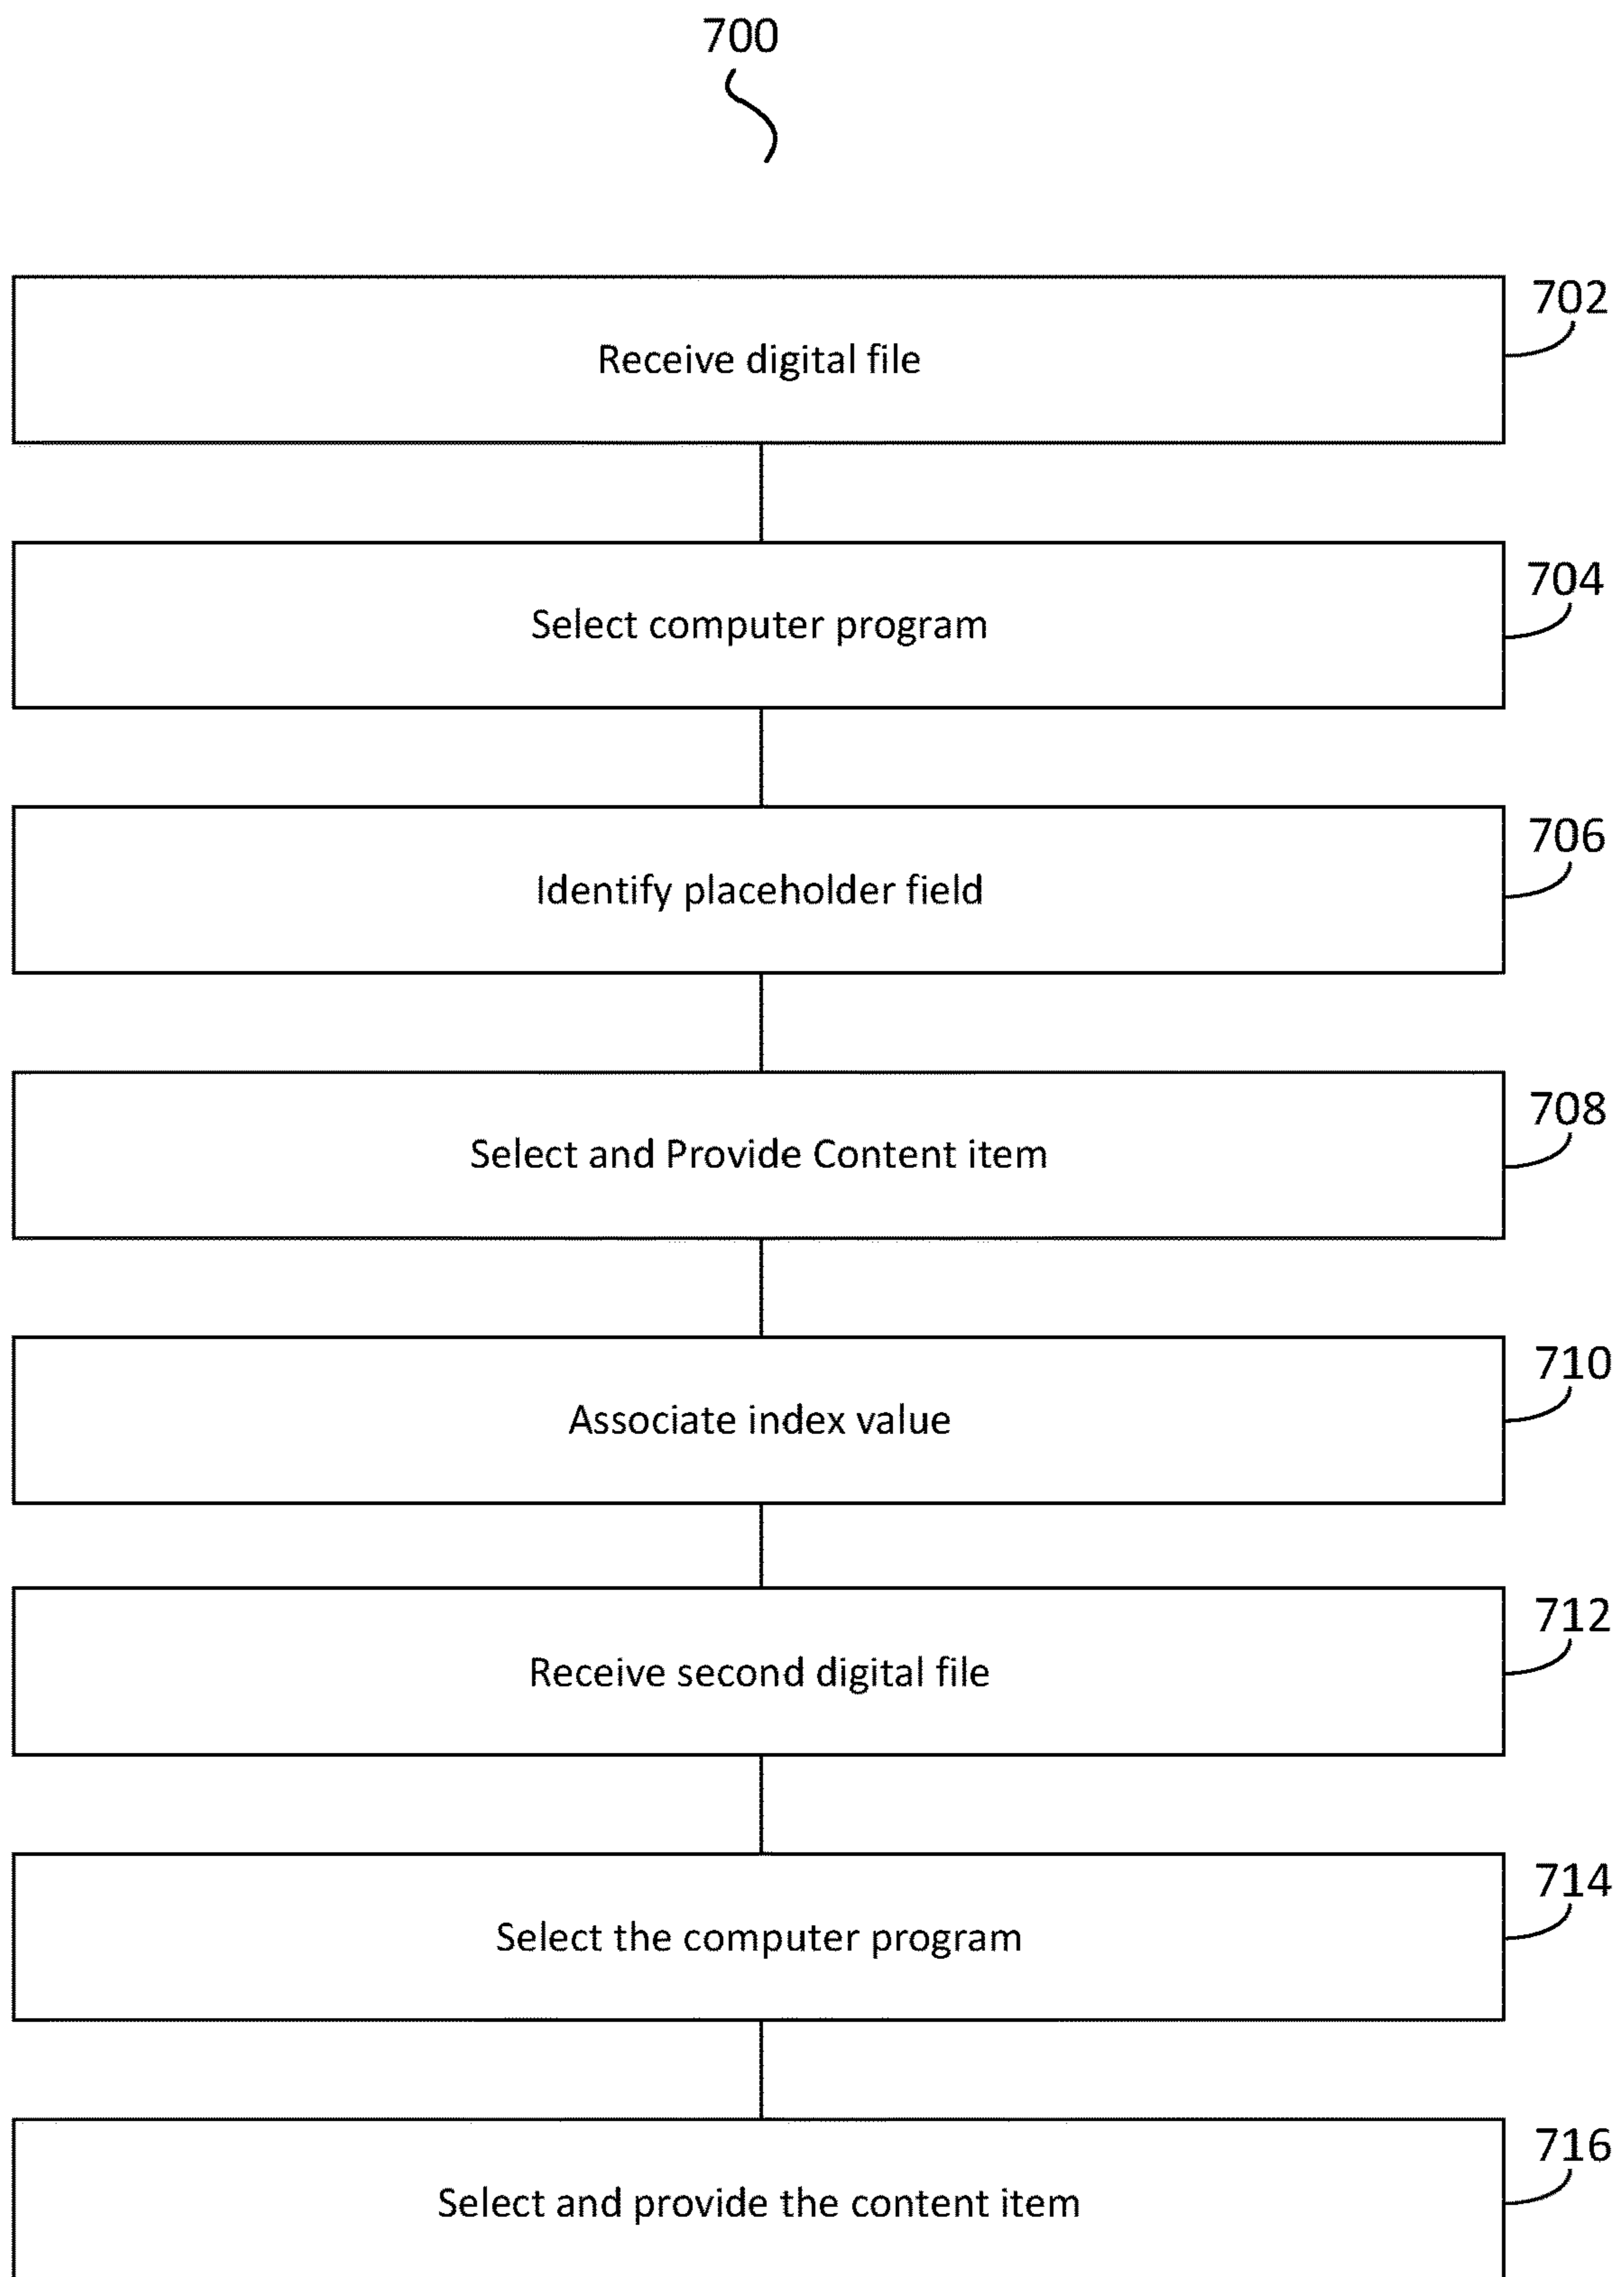 700
702
Receive digital file
704
Select computer program
706
Identify placeholder field
708
Select and Provide Content item
710
Associate index value
712
Receive second digital file
714
Select the computer program
716
Select and provide the content item